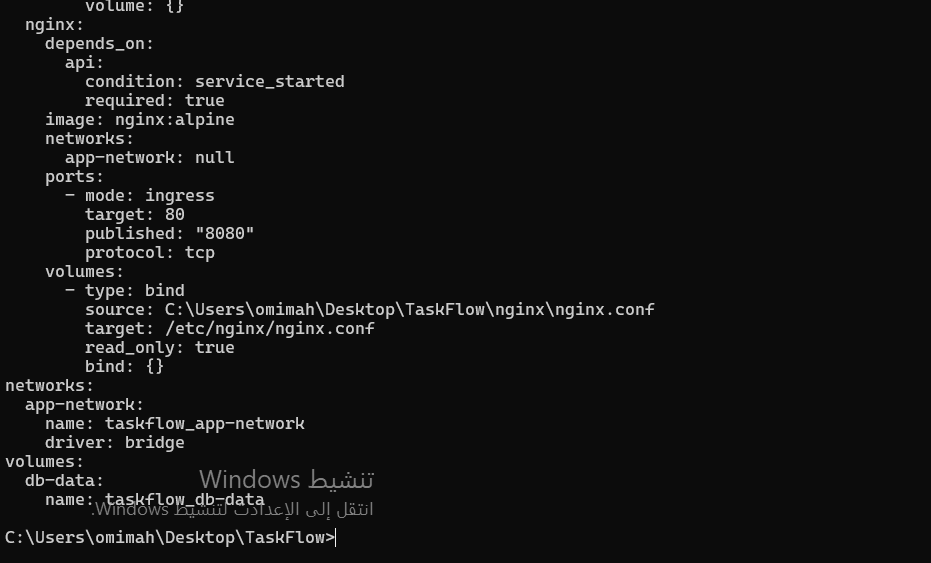 volume: {}
  nginx:
    depends_on:
      api:
        condition: service_started
        required: true
    image: nginx:alpine
    networks:
      app-network: null
    ports:
      - mode: ingress
        target: 80
        published: "8080"
        protocol: tcp
    volumes:
      - type: bind
        source: C:\Users\omimah\Desktop\TaskFlow\nginx\nginx.conf
        target: /etc/nginx/nginx.conf
        read_only: true
        bind: {}
networks:
  app-network:
    name: taskflow_app-network
    driver: bridge
volumes:
  db-data:
تنشيط Windows
    name: taskflow_db-data
انتقل إلى الإعدادت لتنشيط Windows.
C:\Users\omimah\Desktop\TaskFlow>